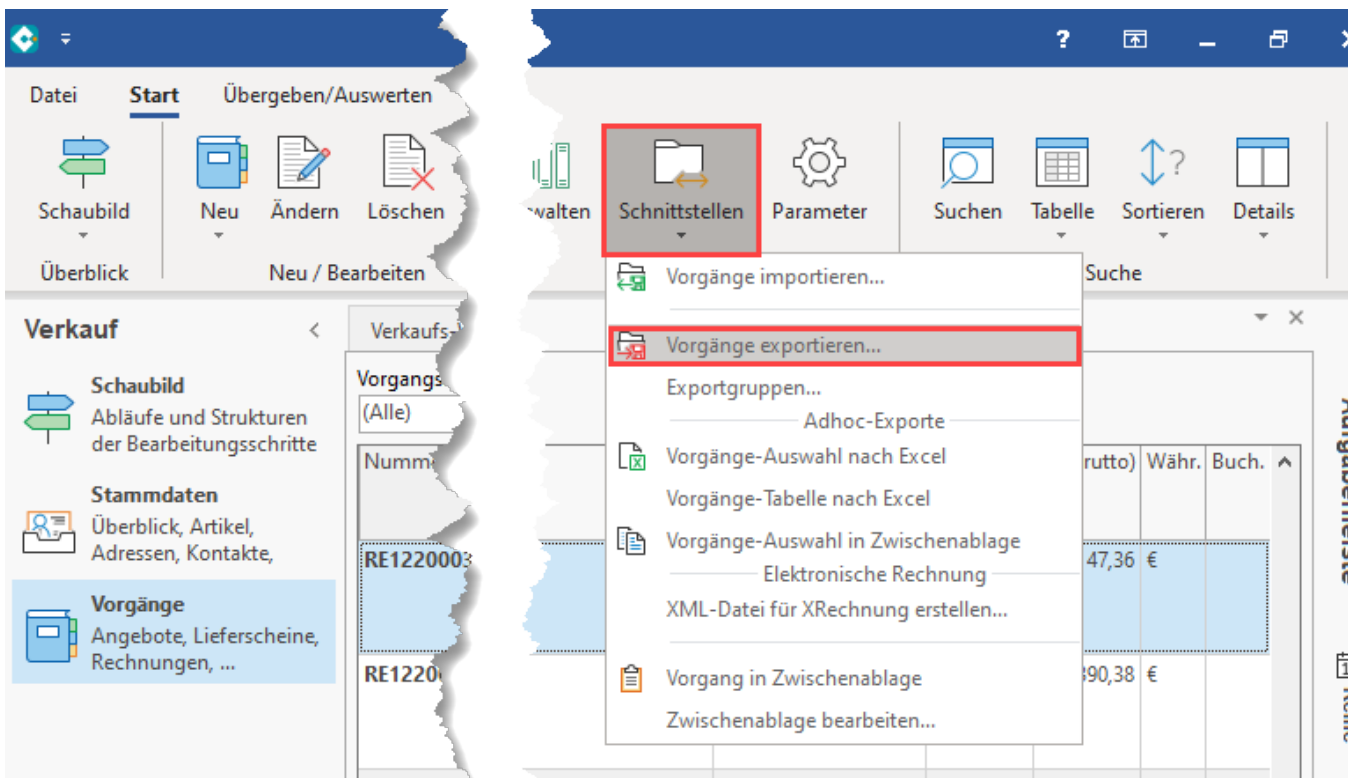 ?
Datei Start Übergeben/Auswerten
Schaubild Neu Ändern Löschen Schnittstellen Parameter Suchen Tabelle Sortieren Details
Überblick Neu / Bearbeiten Suche
Vorgänge importieren...
Vorgänge exportieren...
Exportgruppen...
Adhoc-Exporte
Vorgänge-Auswahl nach Excel
Vorgänge-Tabelle nach Excel
Vorgänge-Auswahl in Zwischenablage
Elektronische Rechnung
XML-Datei für XRechnung erstellen...
Vorgang in Zwischenablage
Zwischenablage bearbeiten...
Verkauf
Schaubild
Abläufe und Strukturen
der Bearbeitungsschritte
Stammdaten
Überblick, Artikel,
Adressen, Kontakte,
Vorgänge
Angebote, Lieferscheine,
Rechnungen, ...
Verkaufs-
Vorgangs
(Alle)
Numm rutto) Währ. Buch.
RE1220003 47,36 €
RE1220 390,38 €